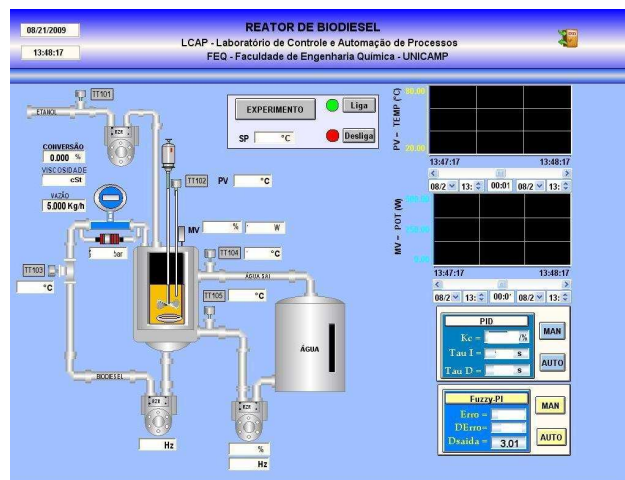 08/21/2009
13:48:17
REATOR DE BIODIESEL
LCAP - Laboratório de Controle e Automação de Processos
FEQ - Faculdade de Engenharia Química - UNICAMP
TT101
ETANOL
CONVERSÃO
0.000 %
VISCOSIDADE
cSt
VAZÃO
5.000 Kg/h
bar
TT103
°C
BIODIESEL
Hz
EXPERIMENTO
Liga
SP °C
Desliga
TT102 PV °C
MV % W
TT104 °C
ÁGUA SAI
TT105 °C
ÁGUA
%
Hz
PV - TEMP (°C)
20.00
13:47:17 13:48:17
08/2 13: 00:01 08/2 13:
MV - POT (W)
13:47:17 13:48:17
08/2 13: 00:0 08/2 13:
PID
Kc = /%
Tau I = s
Tau D = s
MAN
AUTO
Fuzzy-PI
Erro =
DErro=
Dsaida = 3.01
MAN
AUTO